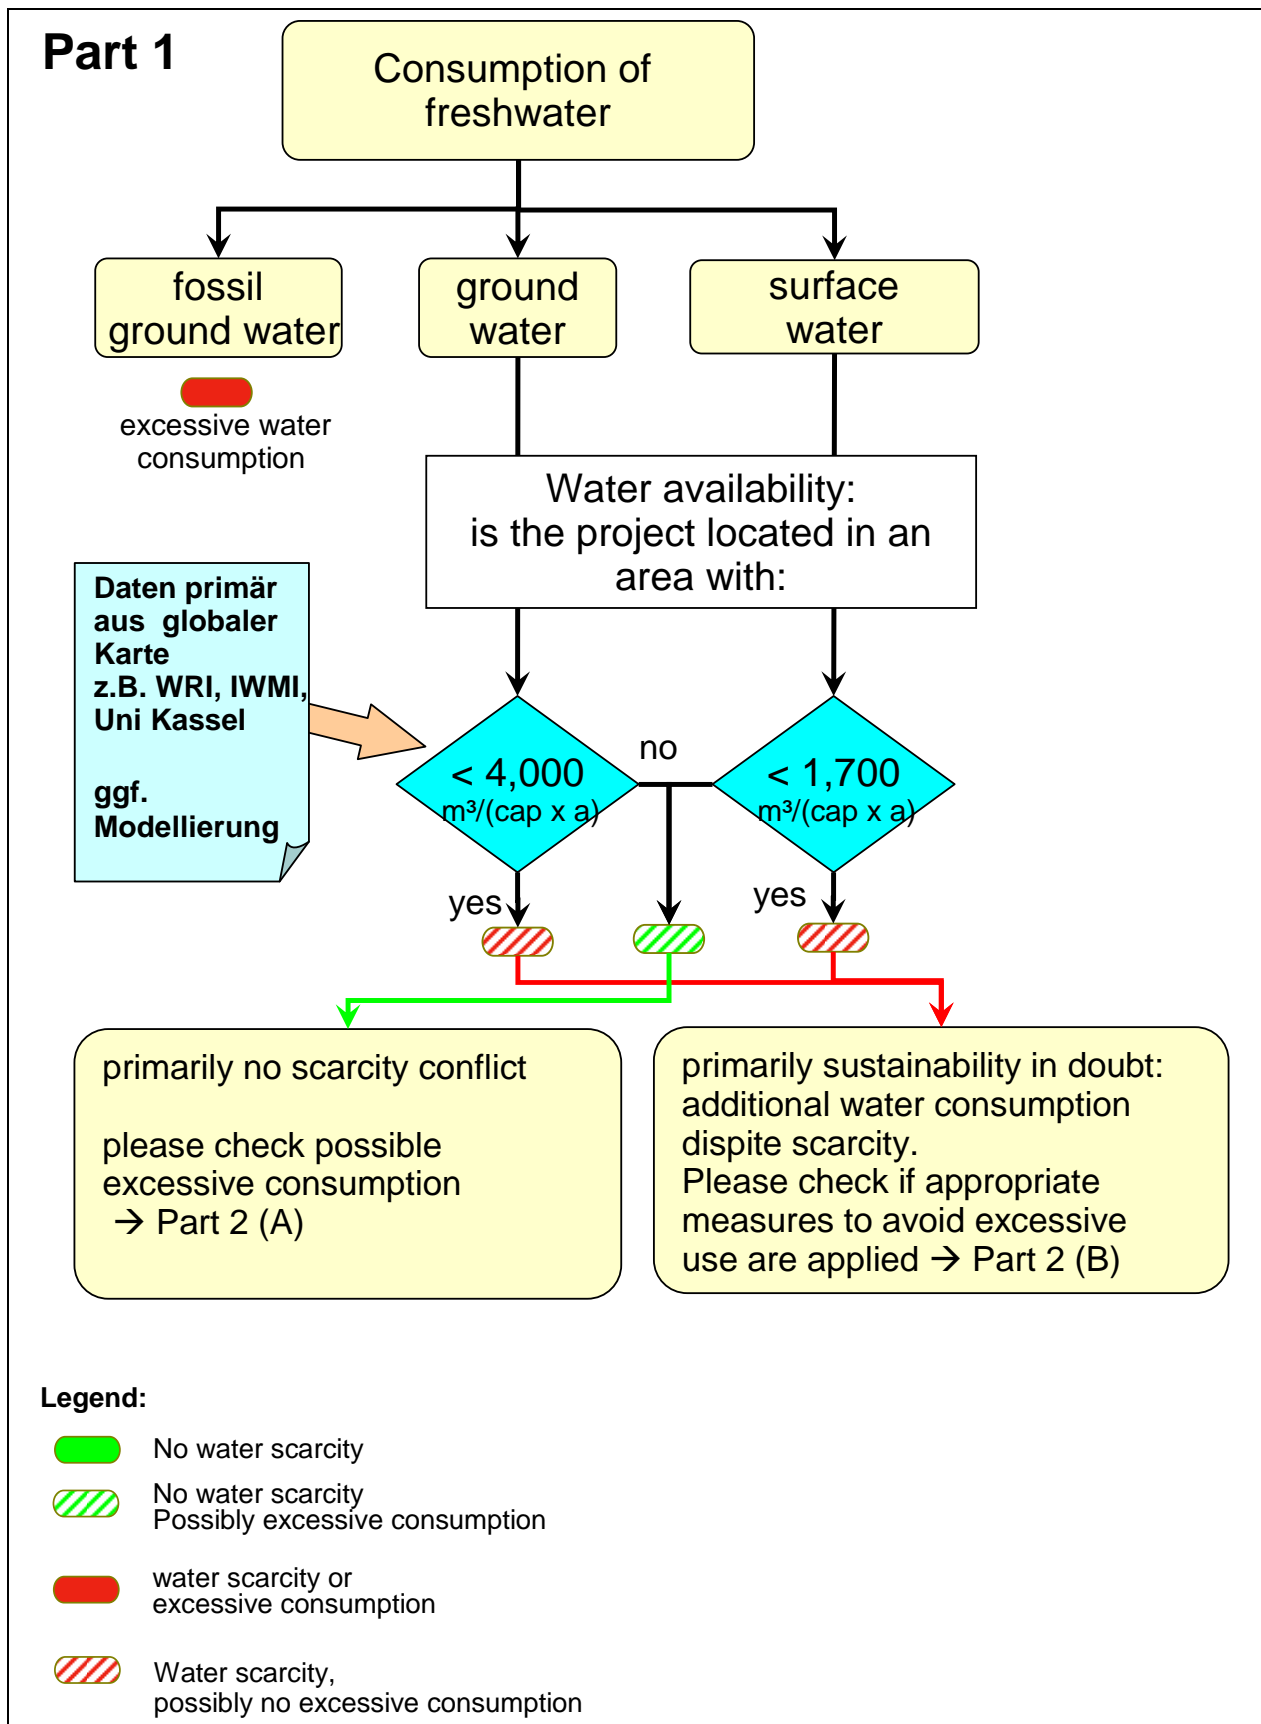 Part 1
Consumption of
freshwater
fossil
ground water
ground
water
surface
water
excessive water
consumption
Water availability:
is the project located in an
area with:
Daten primär
aus globaler
Karte
z.B. WRI, IWMI,
Uni Kassel
ggf.
Modellierung
< 4,000
m³/(cap x a)
no
< 1,700
m³/(cap x a)
yes
yes
primarily no scarcity conflict
please check possible
excessive consumption
→ Part 2 (A)
primarily sustainability in doubt:
additional water consumption
dispite scarcity.
Please check if appropriate
measures to avoid excessive
use are applied → Part 2 (B)
Legend:
No water scarcity
No water scarcity
Possibly excessive consumption
water scarcity or
excessive consumption
Water scarcity,
possibly no excessive consumption